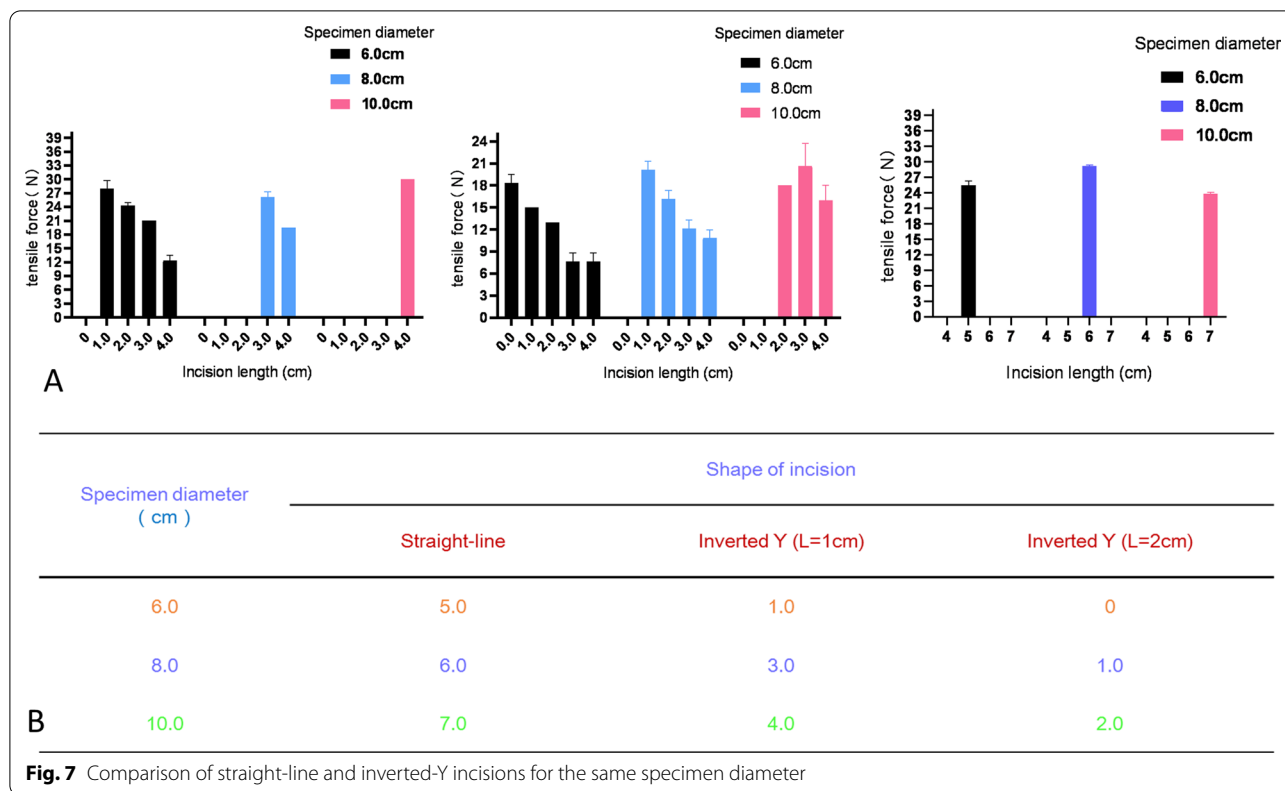 Specimen diameter
6.0cm
8.0cm
10.0cm
tensile force ( N )
39
36
33
30
27
24
21
18
15
12
9
6
3
0
0 1.0 2.0 3.0 4.0 0 1.0 2.0 3.0 4.0 0 1.0 2.0 3.0 4.0
Incision length (cm)
A
Specimen diameter
6.0cm
8.0cm
10.0cm
tensile force ( N )
24
21
18
15
12
9
6
3
0
0.0 1.0 2.0 3.0 4.0 0.0 1.0 2.0 3.0 4.0 0.0 1.0 2.0 3.0 4.0
Incision length (cm)
Specimen diameter
6.0cm
8.0cm
10.0cm
tensile force ( N )
39
36
33
30
27
24
21
18
15
12
9
6
3
0
4 5 6 7 4 5 6 7 4 5 6 7
Incision length (cm)
Specimen diameter
( cm )
Shape of incision
Straight-line Inverted Y (L=1cm) Inverted Y (L=2cm)
6.0 5.0 1.0 0
8.0 6.0 3.0 1.0
10.0 7.0 4.0 2.0
B
Fig. 7 Comparison of straight-line and inverted-Y incisions for the same specimen diameter